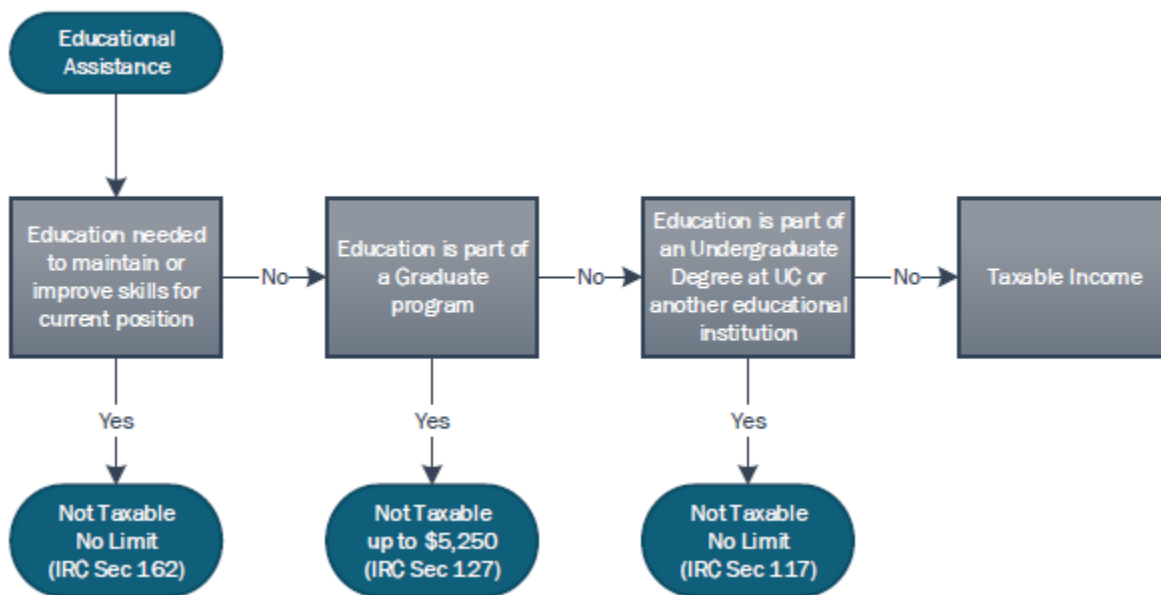 Educational
Assistance
Education needed
to maintain or
improve skills for
current position
No
Education is part of
a Graduate
program
No
Education is part of
an Undergraduate
Degree at UC or
another educational
institution
No
Taxable Income
Yes
Yes
Yes
Not Taxable
No Limit
(IRC Sec 162)
Not Taxable
up to $5,250
(IRC Sec 127)
Not Taxable
No Limit
(IRC Sec 117)